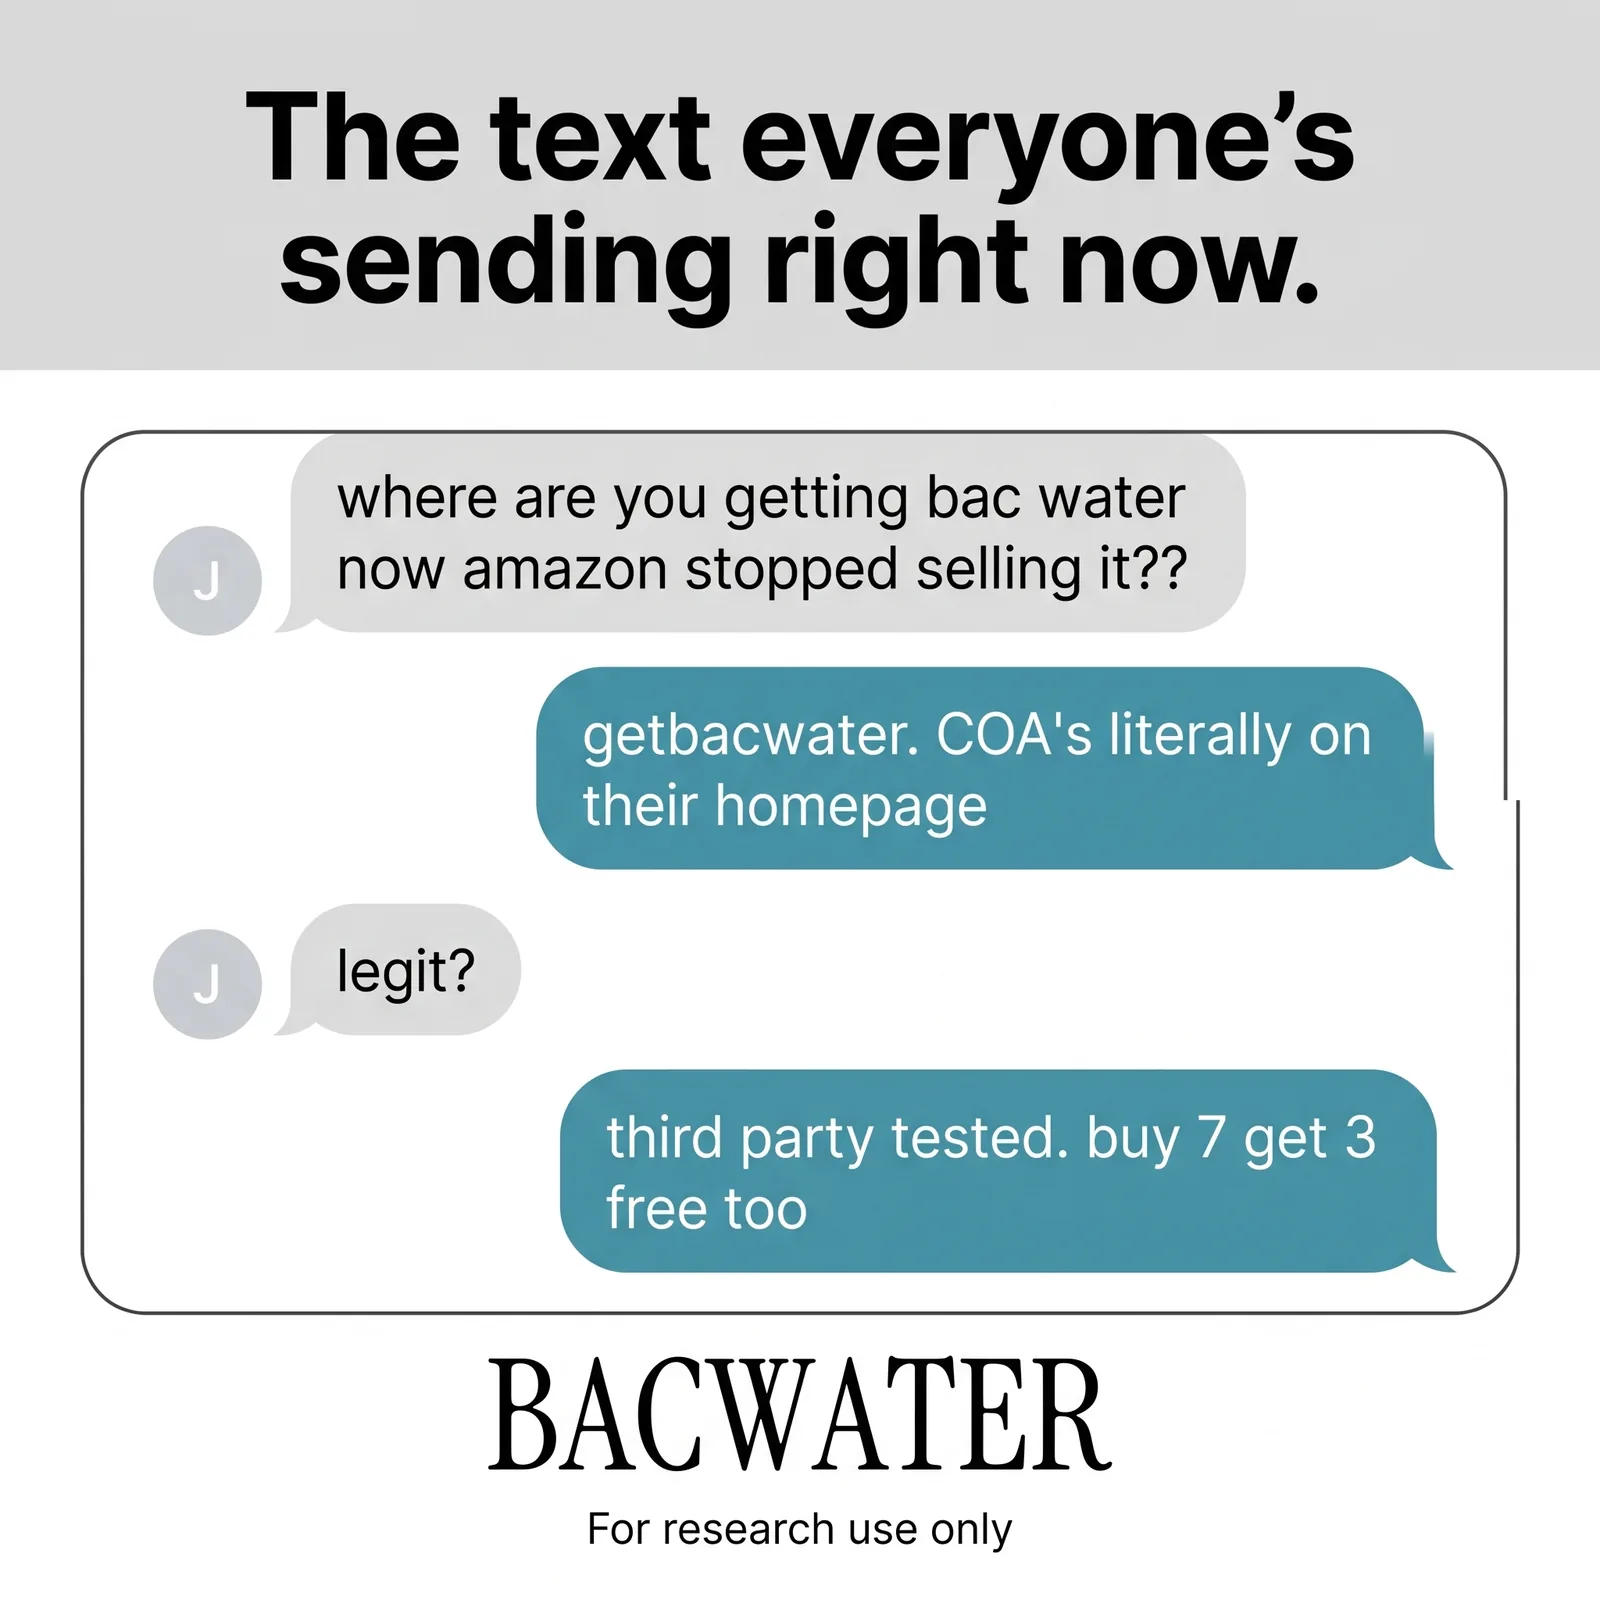 The text everyone’s
sending right now.
where are you getting bac water
now amazon stopped selling it??
J
getbacwater. COA's literally on
their homepage
J
legit?
third party tested. buy 7 get 3
free too
BACWATER
For research use only